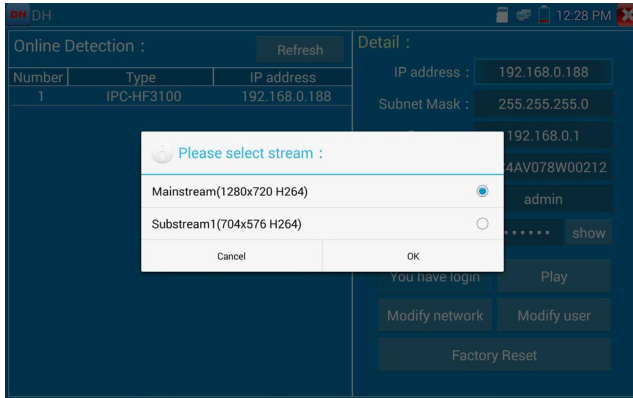 DH DH
12:28 PM
Online Detection :
Refresh
Number Type IP address
1 IPC-HF3100 192.168.0.188
Detail :
IP address : 192.168.0.188
Subnet Mask : 255.255.255.0
192.168.0.1
4AV078W00212
admin
show
You have login
Play
Modify network
Modify user
Factory Reset
Please select stream :
Mainstream(1280x720 H264)
Substream1(704x576 H264)
Cancel
OK